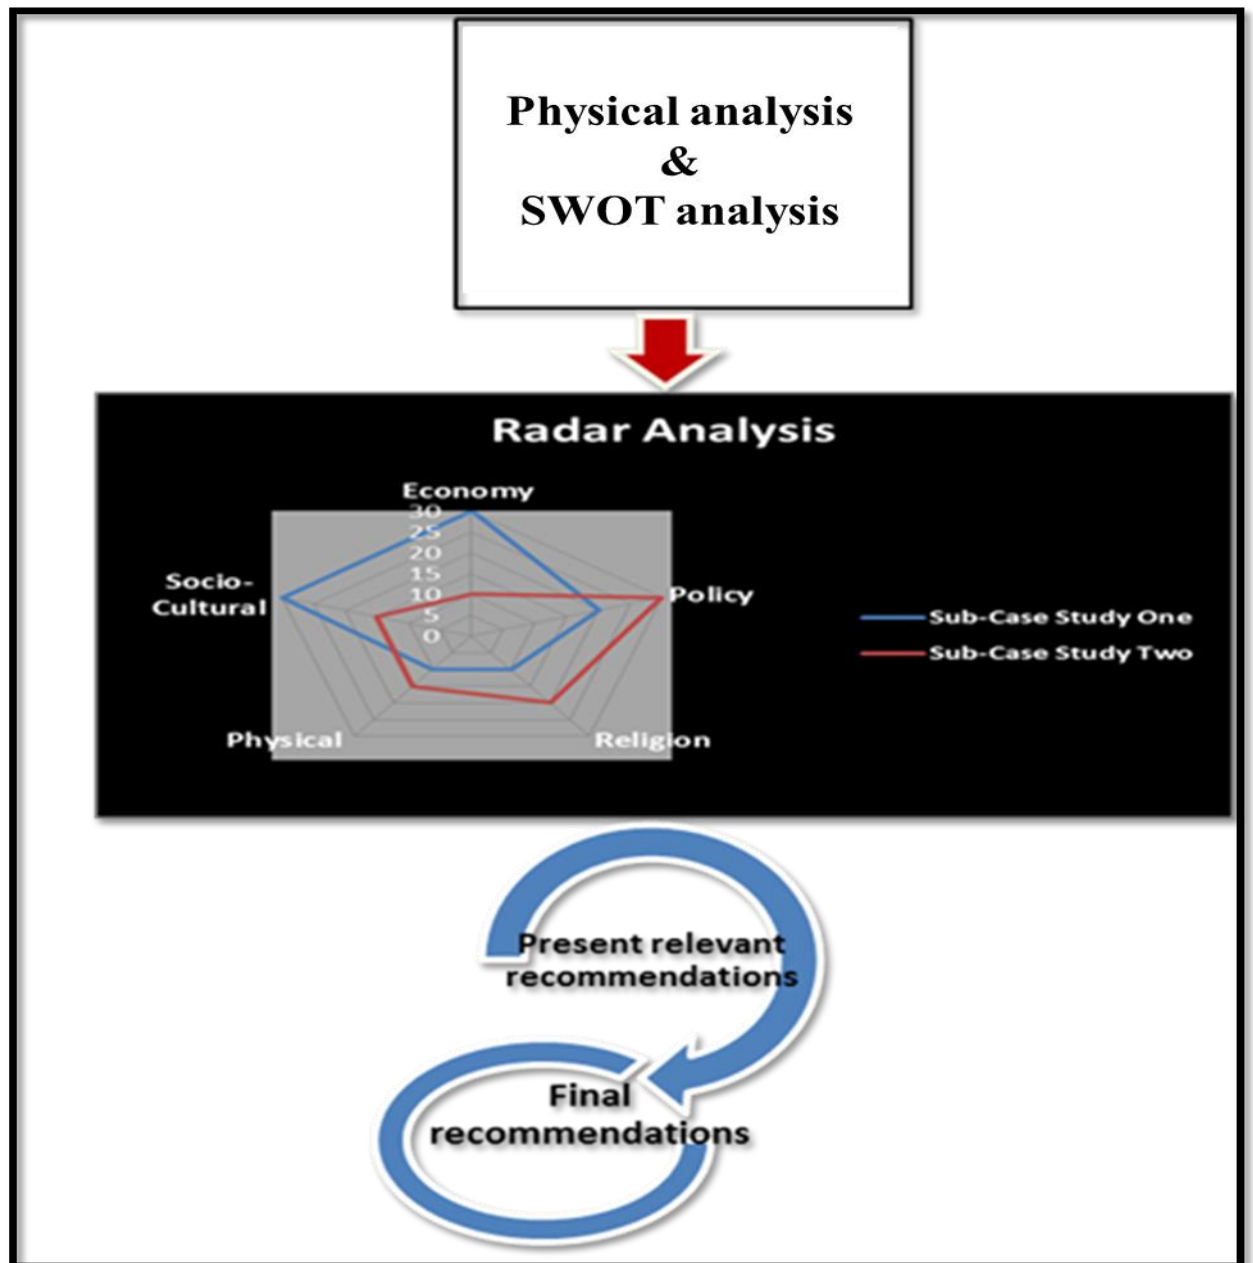 Physical analysis
&
SWOT analysis
Radar Analysis
Economy
30
25
20
15
10
5
0
Socio-
Cultural
Policy
Physical
Religion
Sub-Case Study One
Sub-Case Study Two
Present relevant
recommendations
Final
recommendations